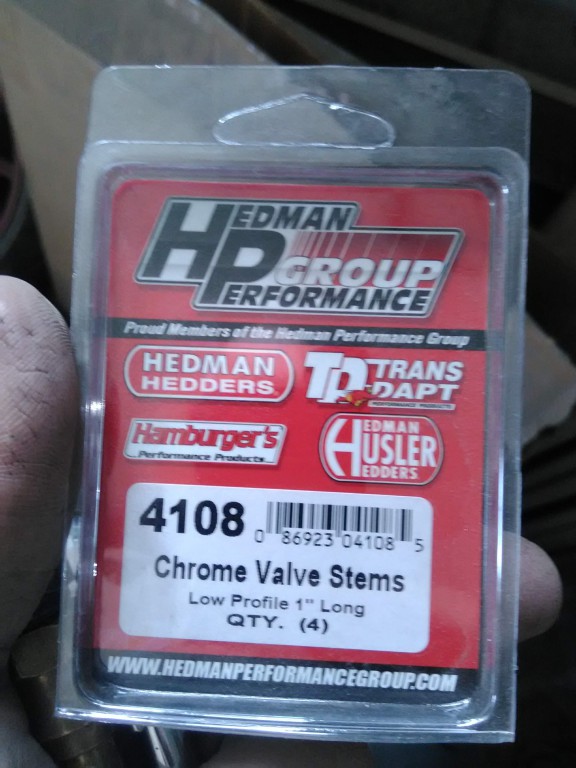 HEDMAN
HP GROUP
PERFORMANCE
Proud Members of the Hedman Performance Group
HEDMAN
HEDDERS
TRANS
DAPT
PERFORMANCE PRODUCTS
Hamburger's
Performance Products
HEDMAN
HUSLER
HEDDERS
4108
0 86923 04108 5
Chrome Valve Stems
Low Profile 1" Long
QTY. (4)
WWW.HEDMANPERFORMANCEGROUP.COM